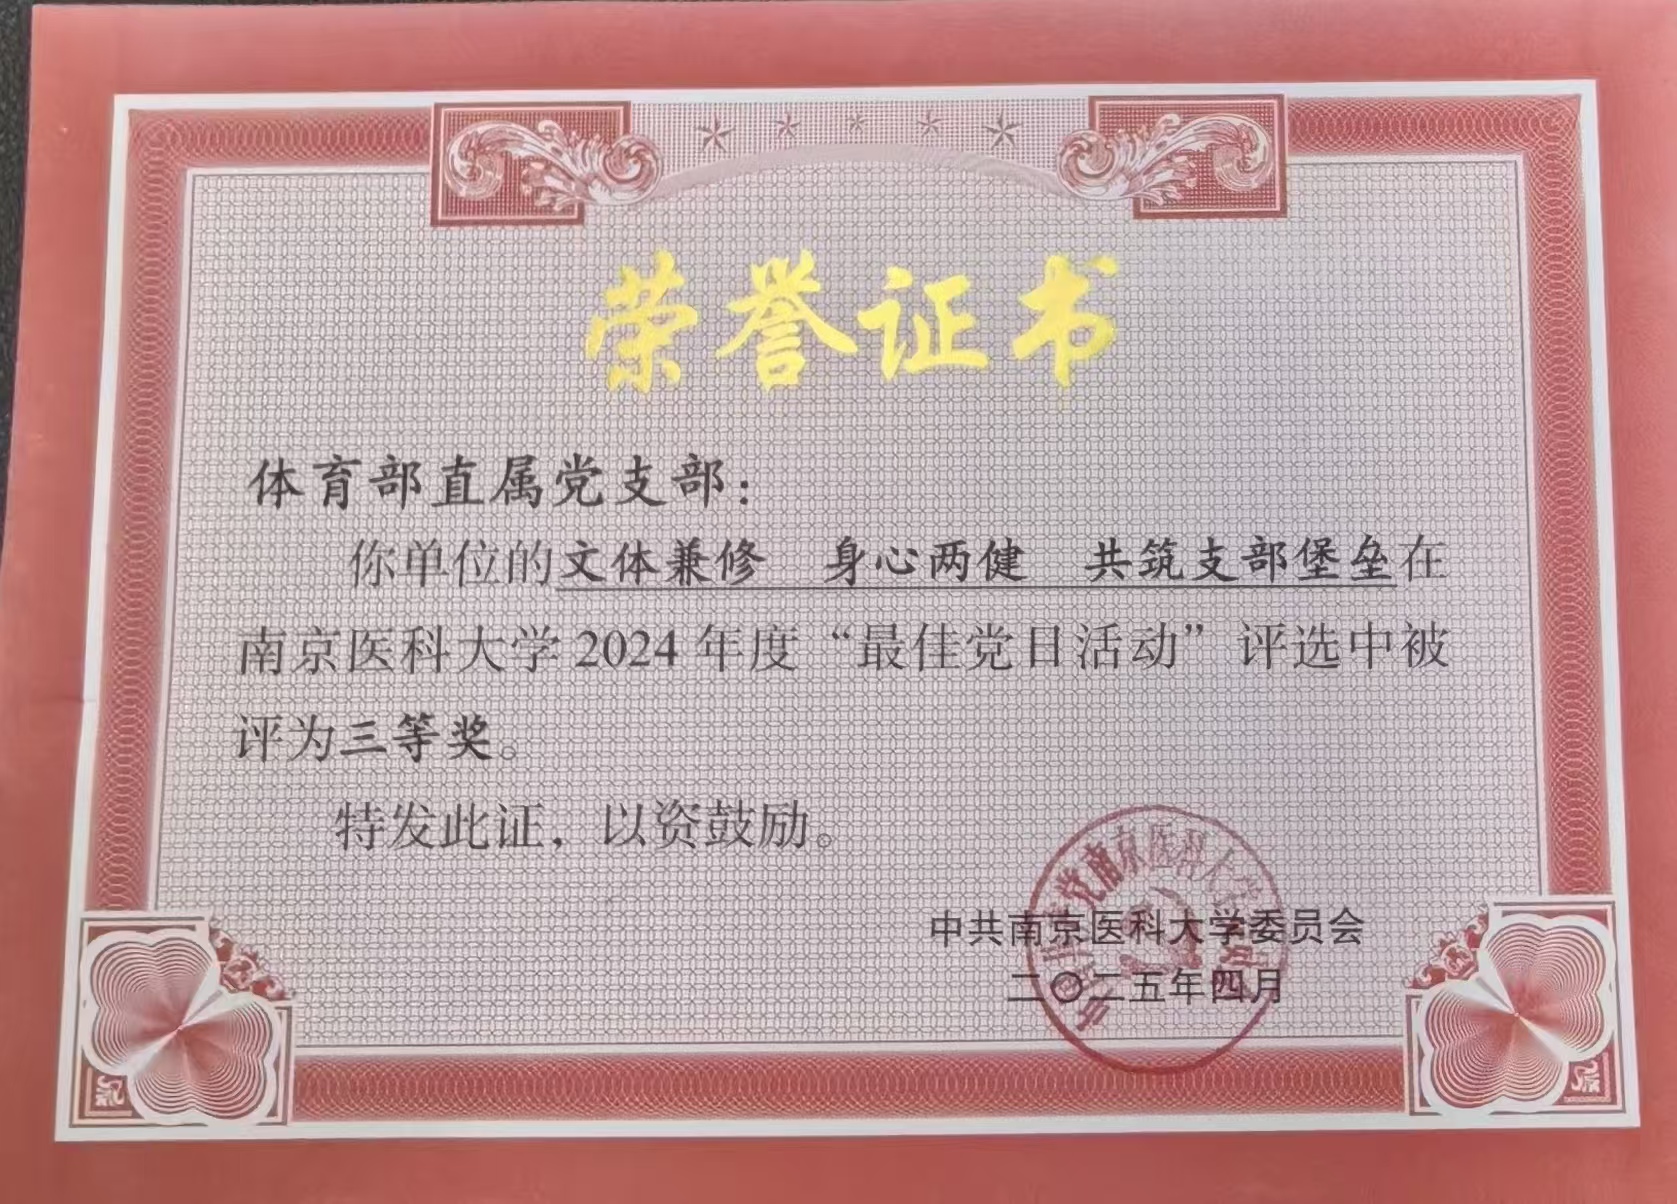 荣誉证书
体育部直属党支部：
你单位的文体兼修 身心两健 共筑支部堡垒在
南京医科大学2024年度“最佳党日活动”评选中被
评为三等奖。
特发此证，以资鼓励。
中共南京医科大学委员会
二〇二五年四月